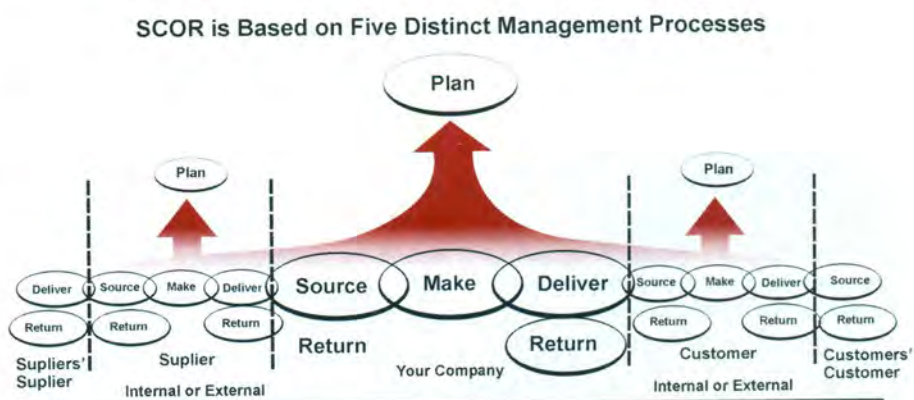 SCOR is Based on Five Distinct Management Processes
Plan
Plan
Plan
Deliver
Source
Make
Deliver
Source
Make
Deliver
Source
Make
Deliver
Source
Return
Return
Return
Return
Return
Return
Return
Return
Supliers'
Suplier
Suplier
Your Company
Customer
Customers'
Customer
Internal or External
Internal or External